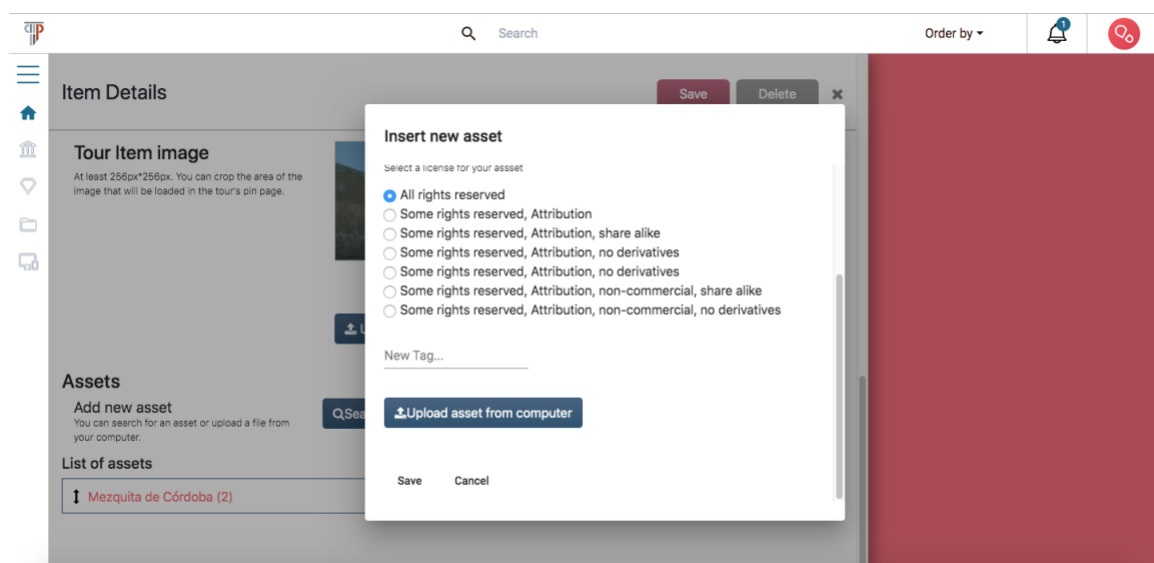 Search
Order by
1
Item Details
Save
Delete
Tour Item image
At least 256px*256px. You can crop the area of the
image that will be loaded in the tour's pin page.
Assets
Add new asset
You can search for an asset or upload a file from
your computer.
QSea
List of assets
Mezquita de Córdoba (2)
Insert new asset
Select a license for your assset
All rights reserved
Some rights reserved, Attribution
Some rights reserved, Attribution, share alike
Some rights reserved, Attribution, no derivatives
Some rights reserved, Attribution, no derivatives
Some rights reserved, Attribution, non-commercial, share alike
Some rights reserved, Attribution, non-commercial, no derivatives
New Tag...
Upload asset from computer
Save
Cancel